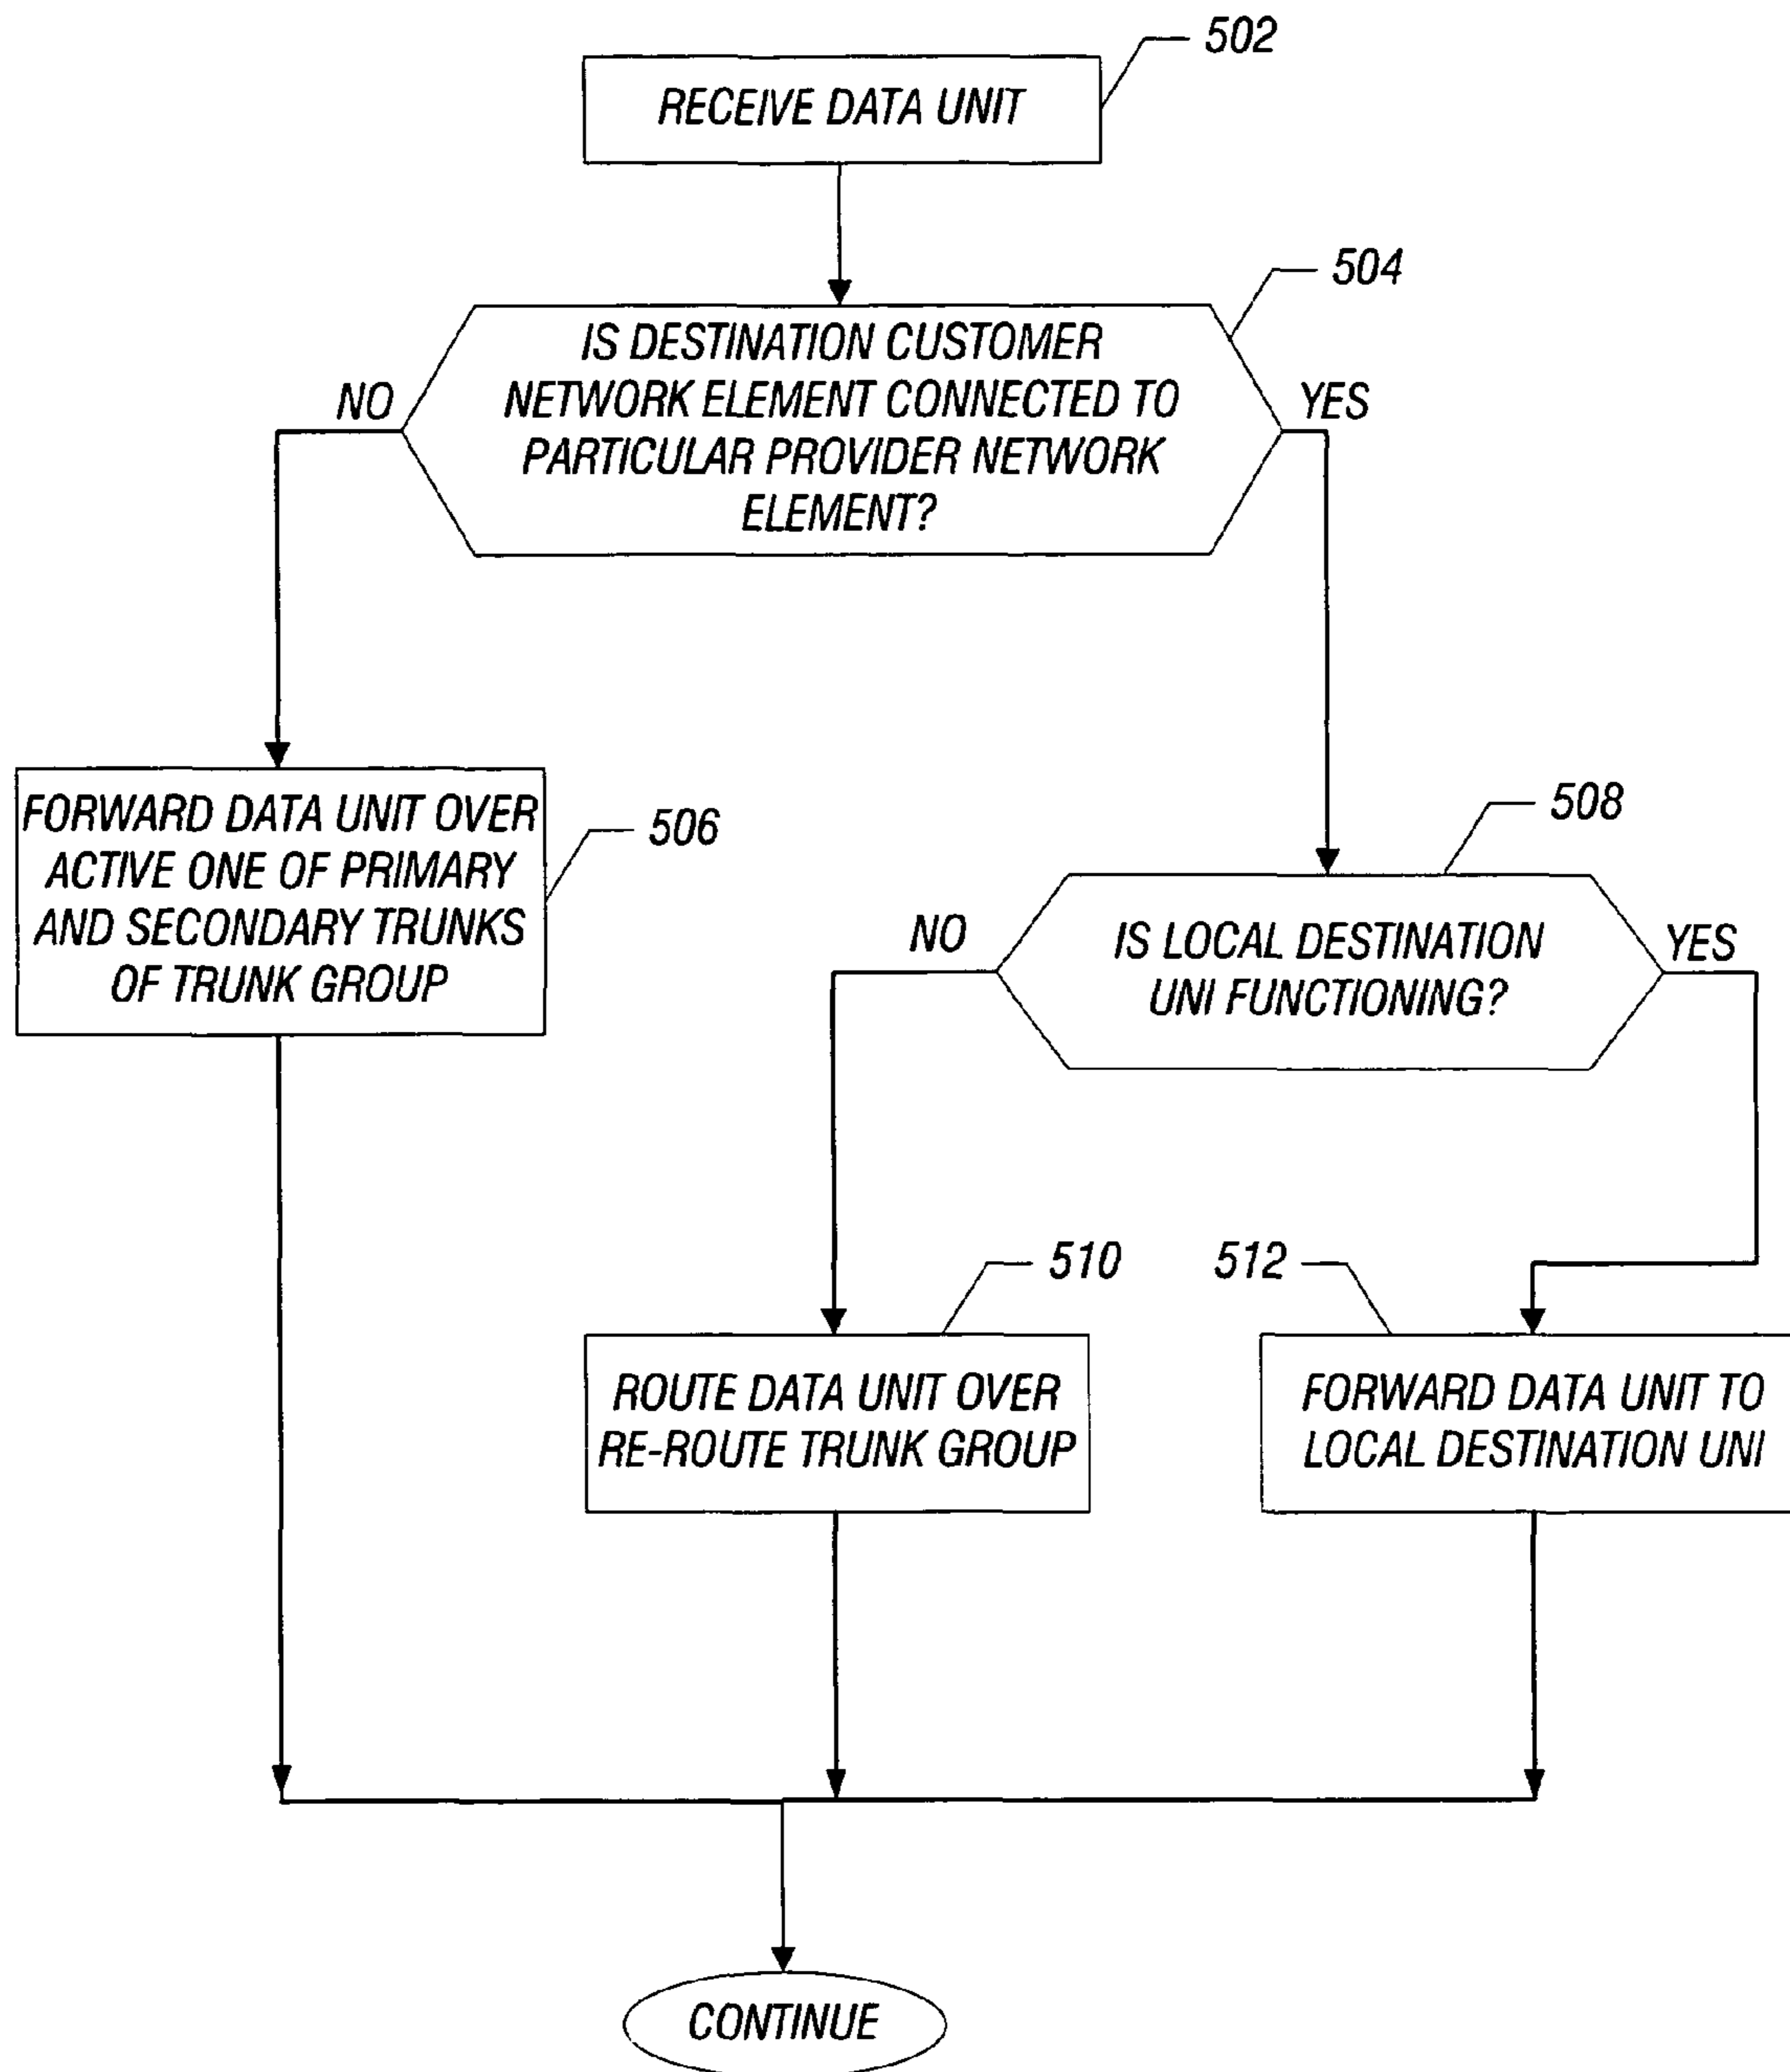 502
RECEIVE DATA UNIT
504
IS DESTINATION CUSTOMER
NETWORK ELEMENT CONNECTED TO
PARTICULAR PROVIDER NETWORK
ELEMENT?
NO
YES
FORWARD DATA UNIT OVER
ACTIVE ONE OF PRIMARY
AND SECONDARY TRUNKS
OF TRUNK GROUP
506
508
NO
IS LOCAL DESTINATION
UNI FUNCTIONING?
YES
510
512
ROUTE DATA UNIT OVER
RE-ROUTE TRUNK GROUP
FORWARD DATA UNIT TO
LOCAL DESTINATION UNI
CONTINUE